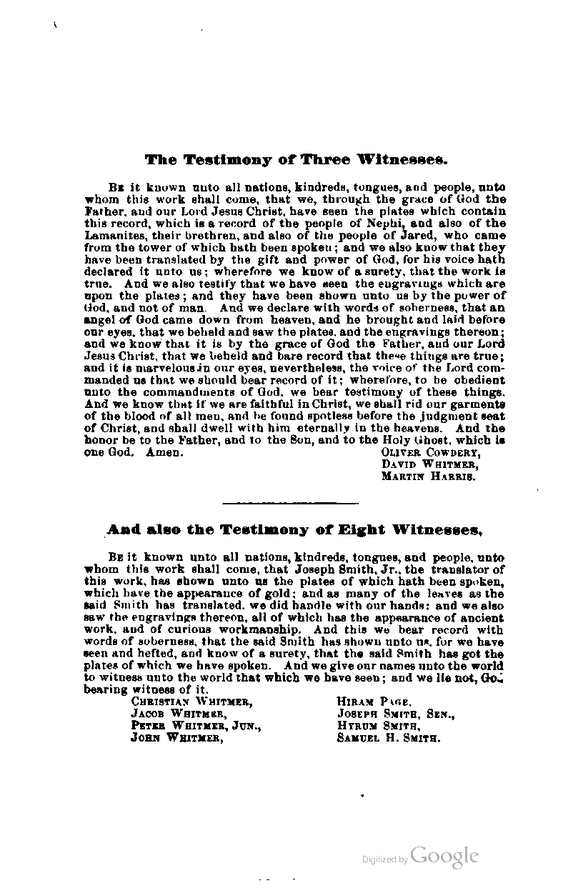 The Testimony of Three Witnesses.
BE it known unto all nations, kindreds, tongues, and people, unto
whom this work shall come, that we, through the grace of God the
Father, and our Lord Jesus Christ, have seen the plates which contain
this record, which is a record of the people of Nephi, and also of the
Lamanites, their brethren, and also of the people of Jared, who came
from the tower of which hath been spoken; and we also know that they
have been translated by the gift and power of God, for his voice hath
declared it unto us; wherefore we know of a surety, that the work is
true. And we also testify that we have seen the engravings which are
upon the plates; and they have been shown unto us by the power of
God, and not of man. And we declare with words of soberness, that an
angel of God came down from heaven, and he brought and laid before
our eyes, that we beheld and saw the plates, and the engravings thereon;
and we know that it is by the grace of God the Father, and our Lord
Jesus Christ, that we beheld and bare record that these things are true;
and it is marvelous in our eyes, nevertheless, the voice of the Lord com-
manded us that we should bear record of it; wherefore, to be obedient
unto the commandments of God, we bear testimony of these things.
And we know that if we are faithful in Christ, we shall rid our garments
of the blood of all men, and be found spotless before the judgment seat
of Christ, and shall dwell with him eternally in the heavens. And the
honor be to the Father, and to the Son, and to the Holy Ghost, which is
one God. Amen. OLIVER COWDERY,
DAVID WHITMER,
MARTIN HARRIS.
And also the Testimony of Eight Witnesses,
BE it known unto all nations, kindreds, tongues, and people, unto
whom this work shall come, that Joseph Smith, Jr., the translator of
this work, has shown unto us the plates of which hath been spoken,
which have the appearance of gold; and as many of the leaves as the
said Smith has translated, we did handle with our hands; and we also
saw the engravings thereon, all of which has the appearance of ancient
work, and of curious workmanship. And this we bear record with
words of soberness, that the said Smith has shown unto us, for we have
seen and hefted, and know of a surety, that the said Smith has got the
plates of which we have spoken. And we give our names unto the world
to witness unto the world that which we have seen; and we lie not, God
bearing witness of it.
CHRISTIAN WHITMER, HIRAM PAGE,
JACOB WHITMER, JOSEPH SMITH, SEN.,
PETER WHITMER, JUN., HYRUM SMITH,
JOHN WHITMER, SAMUEL H. SMITH.
Digitized by Google